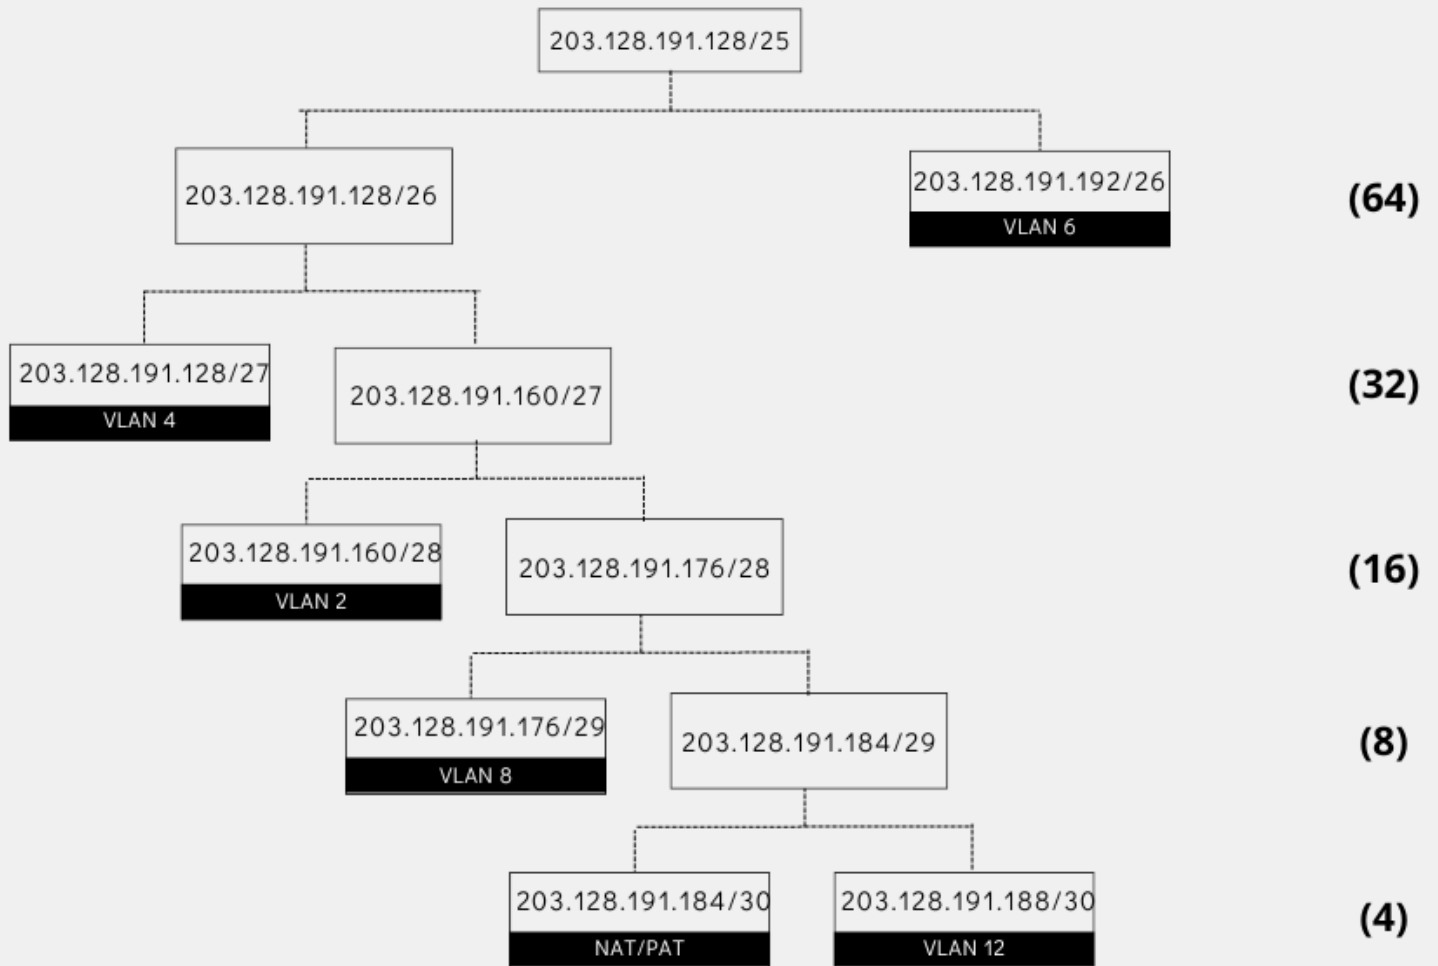 203.128.191.128/25
203.128.191.128/26
203.128.191.192/26
VLAN 6
(64)
203.128.191.128/27
VLAN 4
203.128.191.160/27
(32)
203.128.191.160/28
VLAN 2
203.128.191.176/28
(16)
203.128.191.176/29
VLAN 8
203.128.191.184/29
(8)
203.128.191.184/30
NAT/PAT
203.128.191.188/30
VLAN 12
(4)